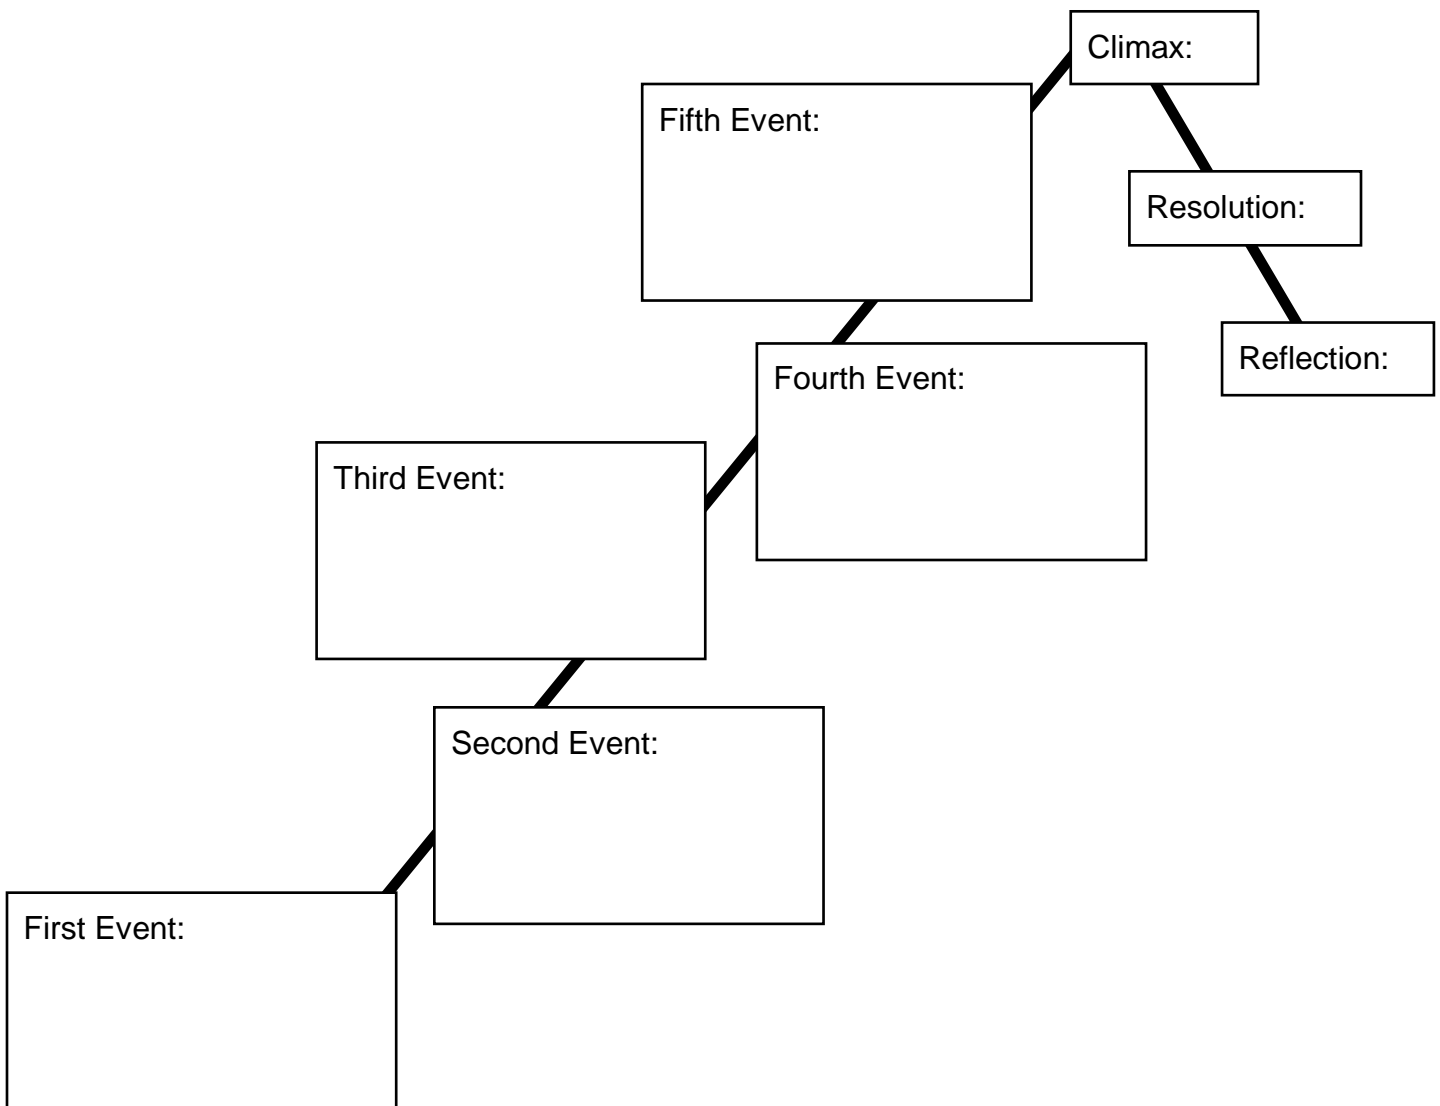 Climax:
Fifth Event:
Resolution:
Reflection:
Fourth Event:
Third Event:
Second Event:
First Event: